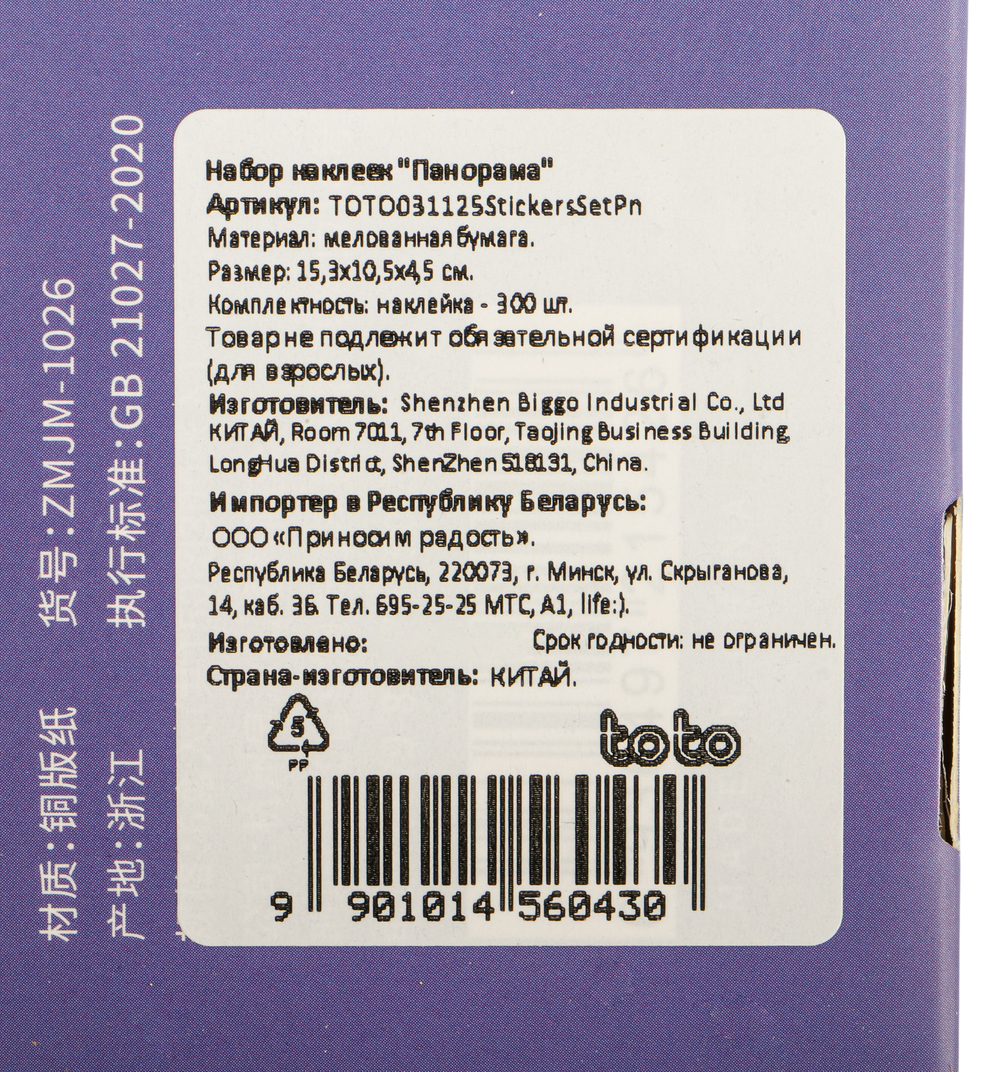 Набор наклеек "Панорама"
Артикул: TOTO031125StickersSetPn
Материал: мелованная бумага.
Размер: 15,3x10,5x4,5 см.
Комплектность: наклейка - 300 шт.
Товар не подлежит обязательной сертификации
(для взрослых).
Изготовитель: Shenzhen Biggo Industrial Co., Ltd
КИТАЙ, Room 7011, 7th Floor, Taojing Business Building,
LongHua District, ShenZhen 518131, China.
Импортер в Республику Беларусь:
ООО «Приносим радость».
Республика Беларусь, 220073, г. Минск, ул. Скрыганова,
14, каб. 36. Тел. 695-25-25 МТС, А1, life:).
Изготовлено: Срок годности: не ограничен.
Страна-изготовитель: КИТАЙ.
5
PP
toto
9 901014 560430
材质:铜版纸 货号:ZMJM-1026
产地:浙江 执行标准:GB 21027-2020